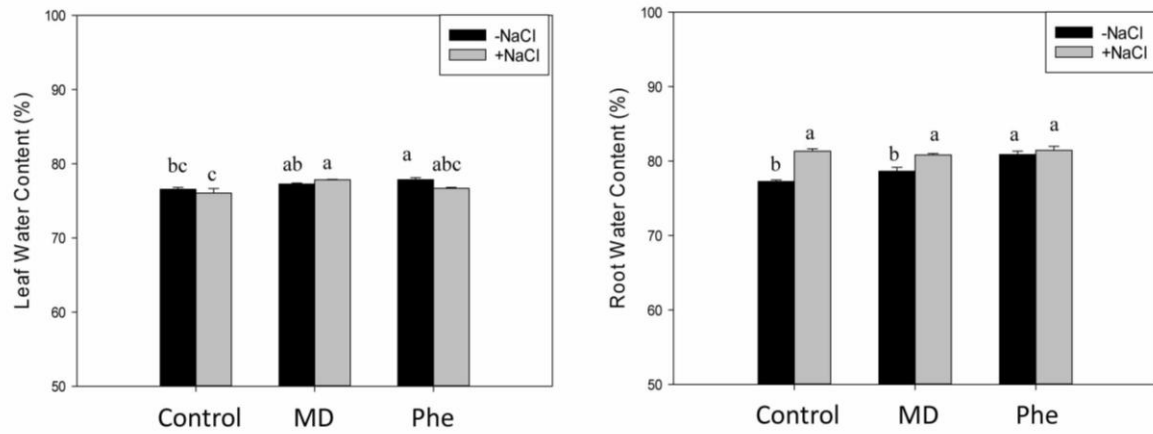 100
90
80
70
60
50
Leaf Water Content (%)
-NaCl
+NaCl
bc
c
ab
a
a
abc
Control MD Phe
100
90
80
70
60
50
Root Water Content (%)
-NaCl
+NaCl
b
a
b
a
a
a
Control MD Phe